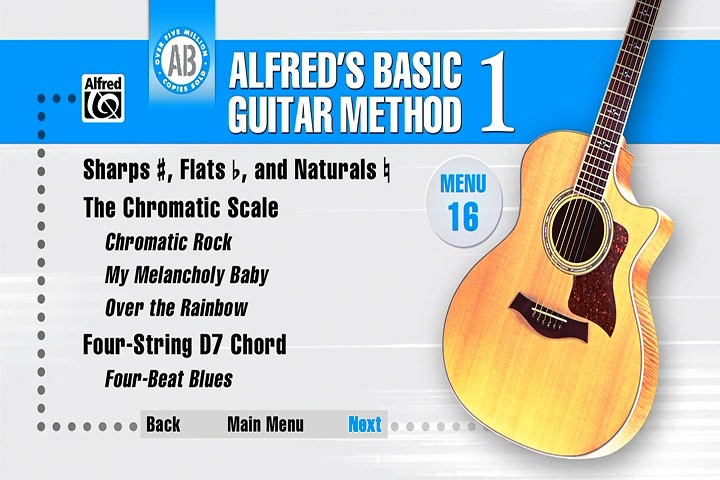 OVER FIVE MILLION
AB
COPIES SOLD
Alfred
ALFRED'S BASIC
GUITAR METHOD 1
Sharps ♯, Flats ♭, and Naturals ♮
The Chromatic Scale
Chromatic Rock
My Melancholy Baby
Over the Rainbow
Four-String D7 Chord
Four-Beat Blues
MENU
16
Back Main Menu Next